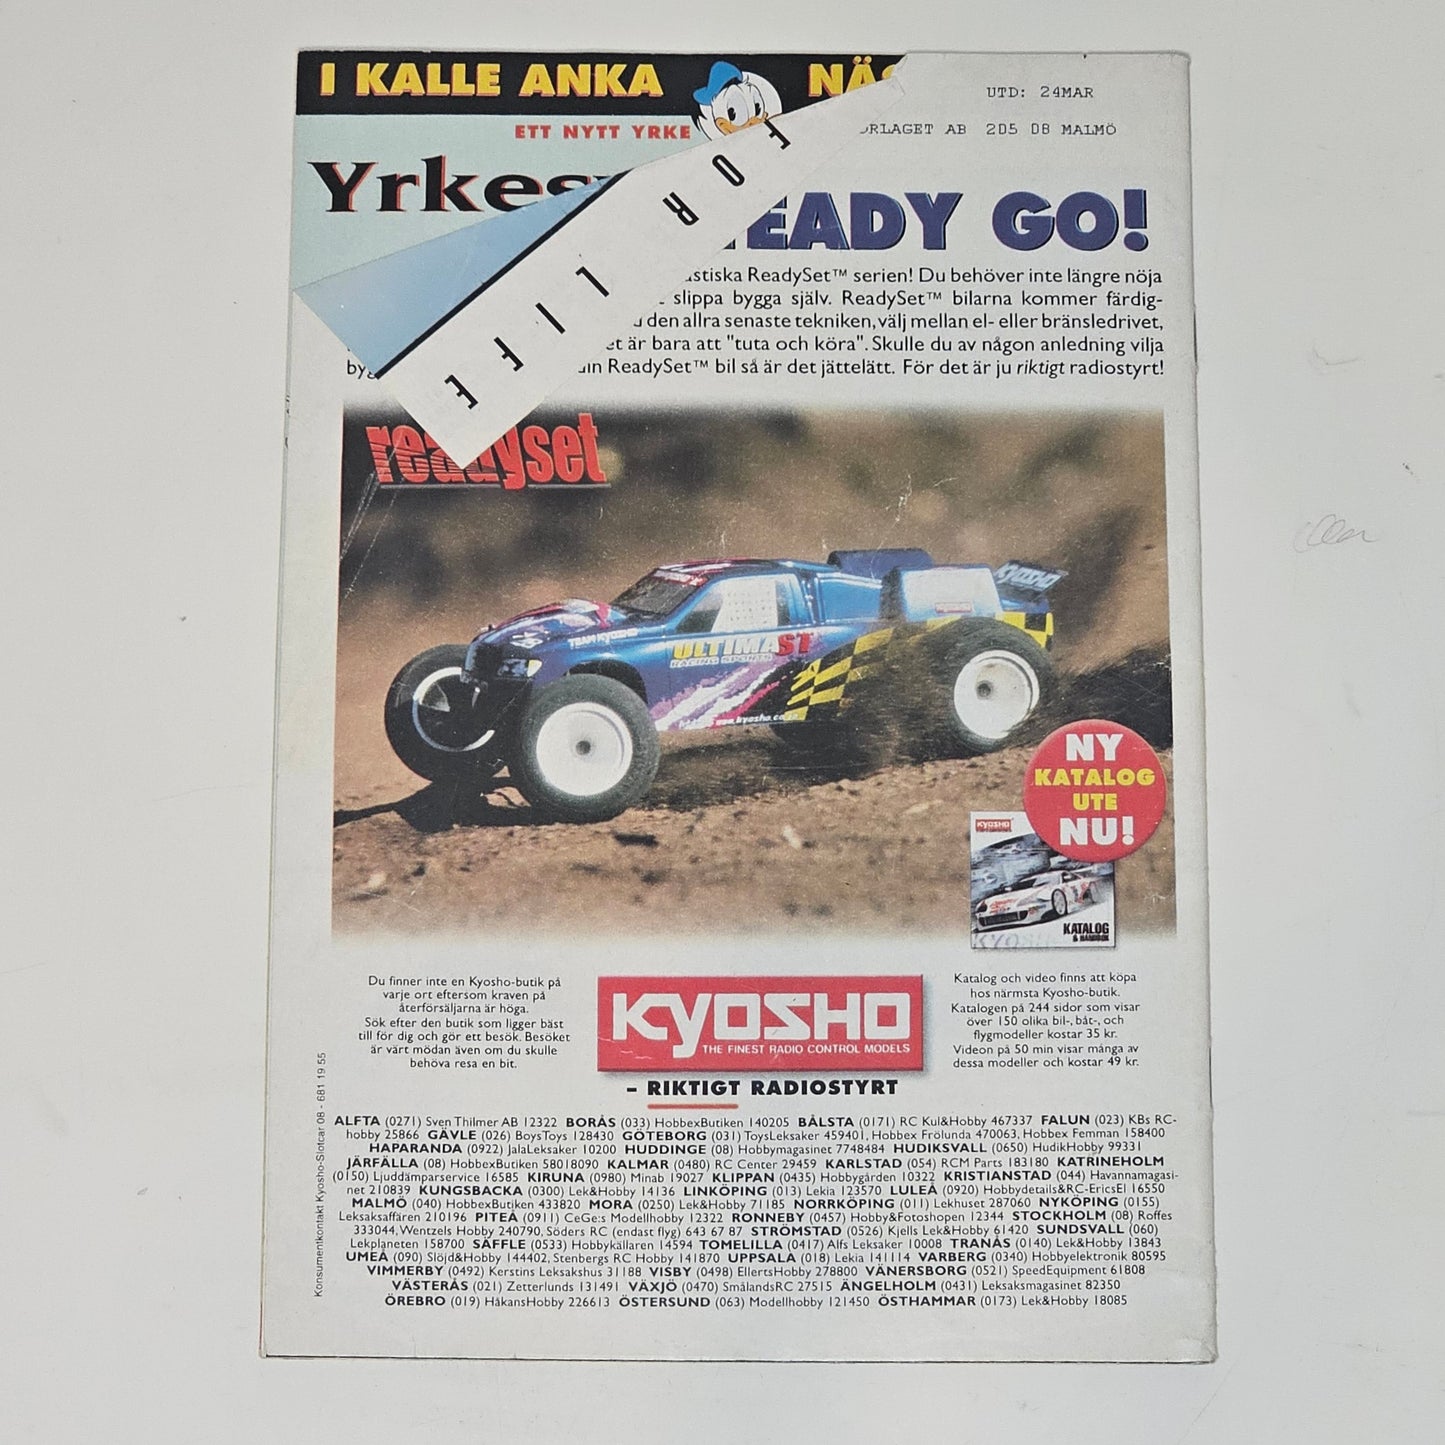 I KALLE ANKA
UTD: 24MAR
ETT NYTT YRKE
AB 205 08 MALMÖ
GO!
FOR LIFE
ReadySet™ serien! Du behöver inte längre nöja
slippa bygga själv. ReadySet™ bilarna kommer färdig-
den allra senaste tekniken, välj mellan el- eller bränsledrivet,
är bara att "tuta och köra". Skulle du av någon anledning vilja
ReadySet™ bil så är det jättelätt. För det är ju riktigt radiostyrt!
readyset
KYOSHO
TEAM KYOSHO
ULTIMA ST
RACING SPORTS
NY
KATALOG
UTE
NU!
KYOSHO
KATALOG
& HANDBOK
Du finner inte en Kyosho-butik på
varje ort eftersom kraven på
återförsäljarna är höga.
Sök efter den butik som ligger bäst
till för dig och gör ett besök. Besöket
är värt mödan även om du skulle
behöva resa en bit.
KYOSHO
THE FINEST RADIO CONTROL MODELS
– RIKTIGT RADIOSTYRT
Katalog och video finns att köpa
hos närmsta Kyosho-butik.
Katalogen på 244 sidor som visar
över 150 olika bil-, båt-, och
flygmodeller kostar 35 kr.
Videon på 50 min visar många av
dessa modeller och kostar 49 kr.
Konsumentkontakt Kyosho-Slotcar 08 - 681 19 55
ALFTA (0271) Sven Thilmer AB 12322 BORÅS (033) HobbexButiken 140205 BÅLSTA (0171) RC Kul&Hobby 467337 FALUN (023) KBs RC-
hobby 25866 GÄVLE (026) BoysToys 128430 GÖTEBORG (031) ToysLeksaker 459401, Hobbex Frölunda 470063, Hobbex Femman 158400
HAPARANDA (0922) JalaLeksaker 10200 HUDDINGE (08) Hobbymagasinet 7748484 HUDIKSVALL (0650) HudikHobby 99331
JÄRFÄLLA (08) HobbexButiken 58018090 KALMAR (0480) RC Center 29459 KARLSTAD (054) RCM Parts 183180 KATRINEHOLM
(0150) Ljuddämparservice 16585 KIRUNA (0980) Minab 19027 KLIPPAN (0435) Hobbygården 10322 KRISTIANSTAD (044) Havannamagasi-
net 210839 KUNGSBACKA (0300) Lek&Hobby 14136 LINKÖPING (013) Lekia 123570 LULEÅ (0920) Hobbydetails&RC-EricsEl 16550
MALMÖ (040) HobbexButiken 433820 MORA (0250) Lek&Hobby 71185 NORRKÖPING (011) Lekhuset 287060 NYKÖPING (0155)
Leksaksaffären 210196 PITEÅ (0911) CeGe:s Modellhobby 12322 RONNEBY (0457) Hobby&Fotoshopen 12344 STOCKHOLM (08) Roffes
333044, Wentzels Hobby 240790, Söders RC (endast flyg) 643 67 87 STRÖMSTAD (0526) Kjells Lek&Hobby 61420 SUNDSVALL (060)
Lekplaneten 158700 SÄFFLE (0533) Hobbykällaren 14594 TOMELILLA (0417) Alfs Leksaker 10008 TRANÅS (0140) Lek&Hobby 13843
UMEÅ (090) Slöjd&Hobby 144402, Stenbergs RC Hobby 141870 UPPSALA (018) Lekia 141114 VARBERG (0340) Hobbyelektronik 80595
VIMMERBY (0492) Kerstins Leksakshus 31188 VISBY (0498) EllertsHobby 278800 VÄNERSBORG (0521) SpeedEquipment 61808
VÄSTERÅS (021) Zetterlunds 131491 VÄXJÖ (0470) SmålandsRC 27515 ÄNGELHOLM (0431) Leksaksmagasinet 82350
ÖREBRO (019) HåkansHobby 226613 ÖSTERSUND (063) Modellhobby 121450 ÖSTHAMMAR (0173) Lek&Hobby 18085